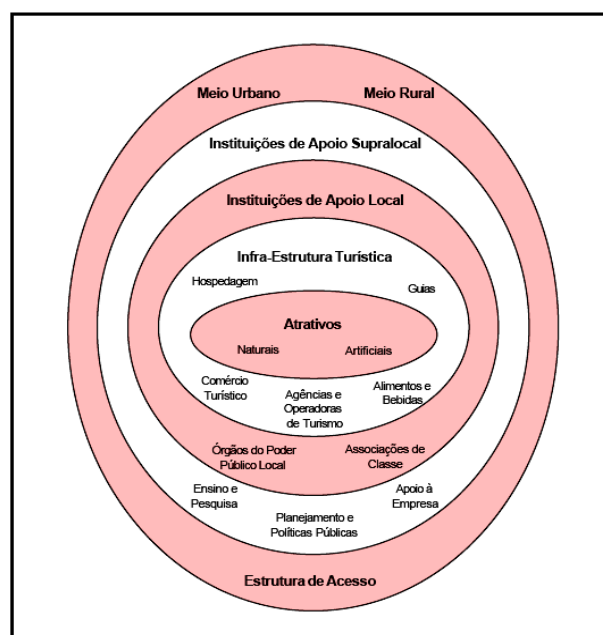 Meio Urbano
Meio Rural
Instituições de Apoio Supralocal
Instituições de Apoio Local
Infra-Estrutura Turística
Hospedagem
Guias
Atrativos
Naturais
Artificiais
Comércio
Turístico
Agências e
Operadoras
de Turismo
Alimentos e
Bebidas
Órgãos do Poder
Público Local
Associações de
Classe
Ensino e
Pesquisa
Planejamento e
Políticas Públicas
Apoio à
Empresa
Estrutura de Acesso